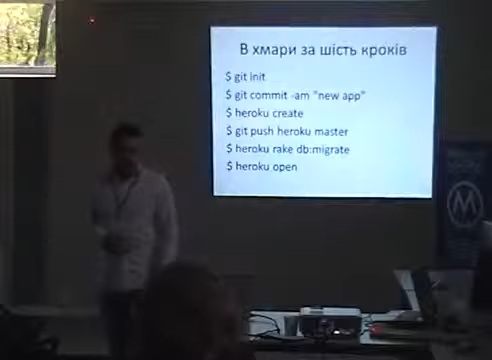 В хмари за шість кроків
$ git init
$ git commit -am "new app"
$ heroku create
$ git push heroku master
$ heroku rake db:migrate
$ heroku open
M